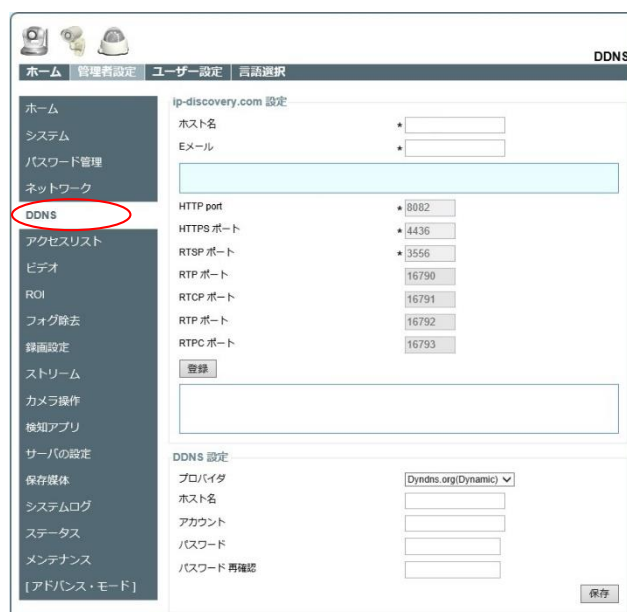 DDNS
ホーム 管理者設定 ユーザー設定 言語選択
ホーム
システム
パスワード管理
ネットワーク
DDNS
アクセスリスト
ビデオ
ROI
フォグ除去
録画設定
ストリーム
カメラ操作
検知アプリ
サーバの設定
保存媒体
システムログ
ステータス
メンテナンス
[アドバンス・モード]
ip-discovery.com 設定
ホスト名 *
Eメール *
HTTP port * 8082
HTTPS ポート * 4436
RTSP ポート * 3556
RTP ポート 16790
RTCP ポート 16791
RTP ポート 16792
RTPC ポート 16793
登録
DDNS 設定
プロバイダ Dyndns.org(Dynamic)
ホスト名
アカウント
パスワード
パスワード 再確認
保存